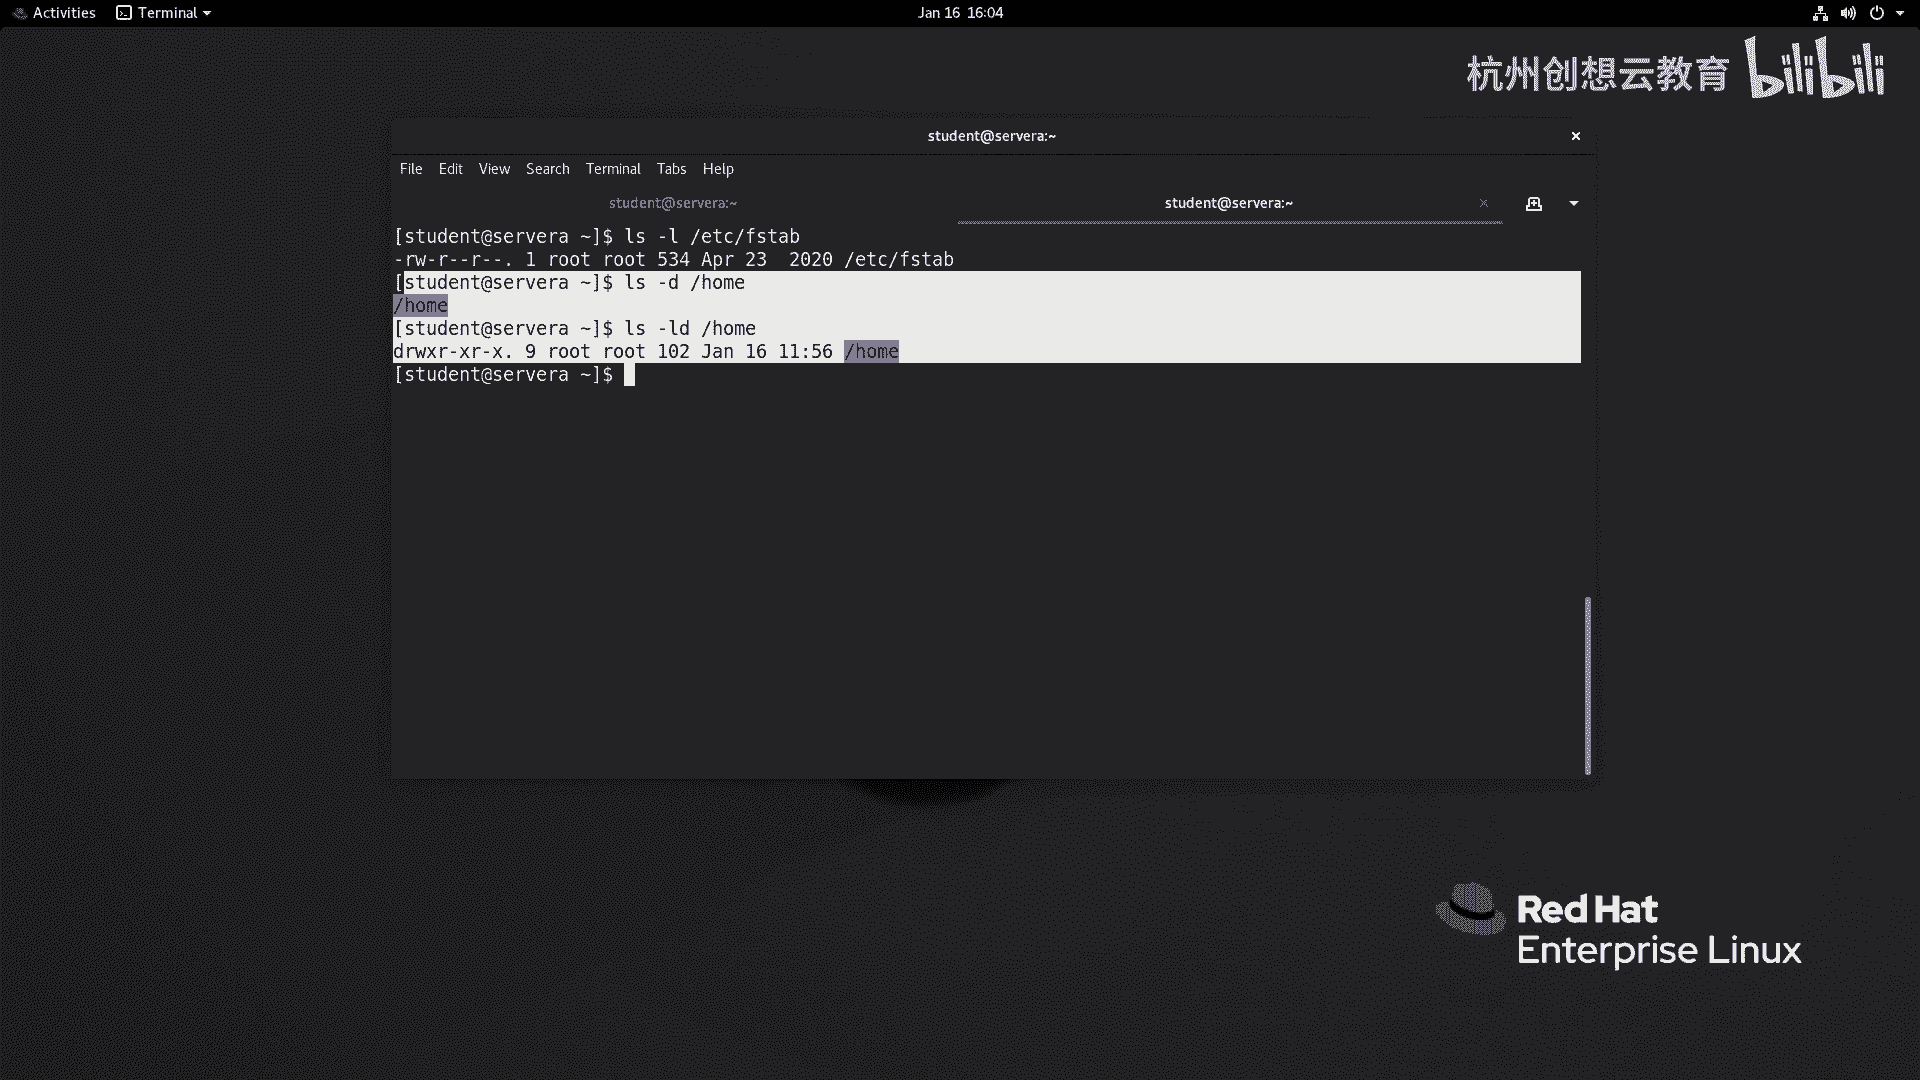 Activities Terminal Jan 16 16:04
杭州创想云教育 bilibili
student@servera:~
File Edit View Search Terminal Tabs Help
student@servera:~ student@servera:~
[student@servera ~]$ ls -l /etc/fstab
-rw-r--r--. 1 root root 534 Apr 23  2020 /etc/fstab
[student@servera ~]$ ls -d /home
/home
[student@servera ~]$ ls -ld /home
drwxr-xr-x. 9 root root 102 Jan 16 11:56 /home
[student@servera ~]$
Red Hat
Enterprise Linux